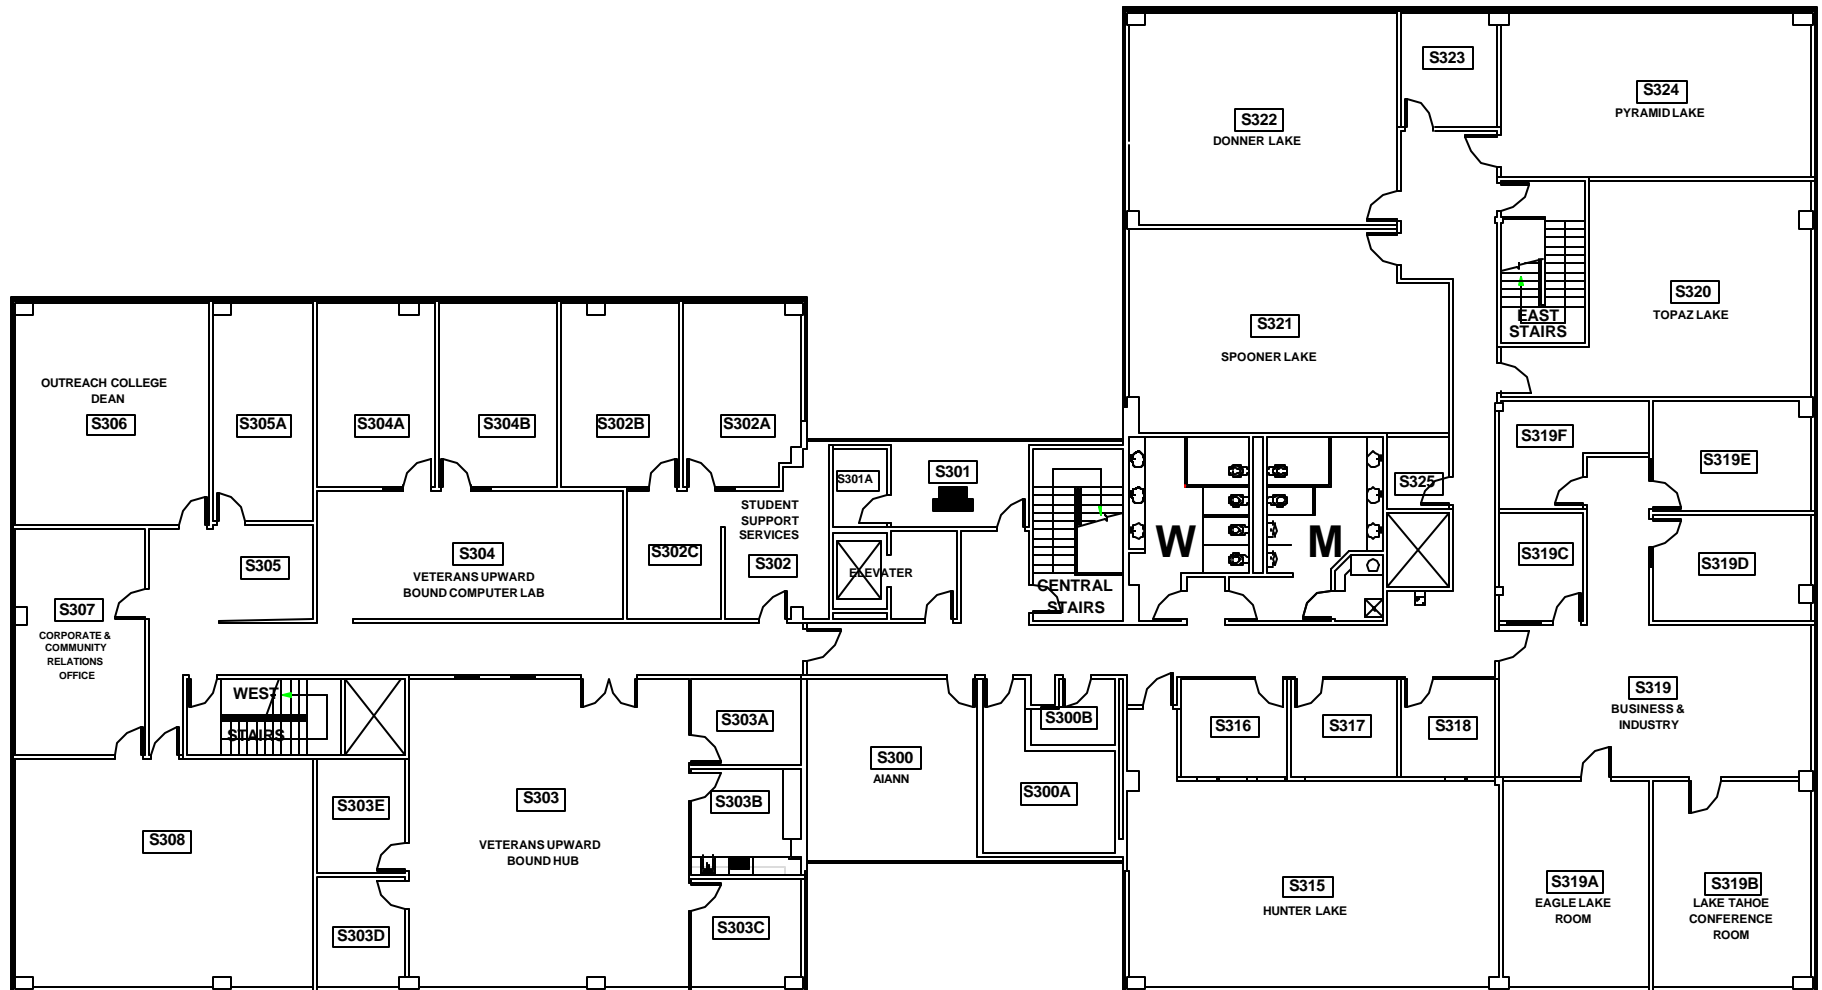 S323
S324
PYRAMID LAKE
S322
DONNER LAKE
S320
TOPAZ LAKE
EAST
STAIRS
S321
SPOONER LAKE
OUTREACH COLLEGE
DEAN
S306
S305A
S304A
S304B
S302B
S302A
S319F
S319E
S301A
S301
S325
STUDENT
SUPPORT
SERVICES
S302
W
M
S304
VETERANS UPWARD
BOUND COMPUTER LAB
S302C
S305
ELEVATER
S319C
S319D
CENTRAL
STAIRS
S307
CORPORATE &
COMMUNITY
RELATIONS
OFFICE
WEST
STAIRS
S303A
S300B
S316
S317
S318
S319
BUSINESS &
INDUSTRY
S300
AIANN
S300A
S303
VETERANS UPWARD
BOUND HUB
S303E
S303B
S308
S303D
S303C
S315
HUNTER LAKE
S319A
EAGLE LAKE
ROOM
S319B
LAKE TAHOE
CONFERENCE
ROOM